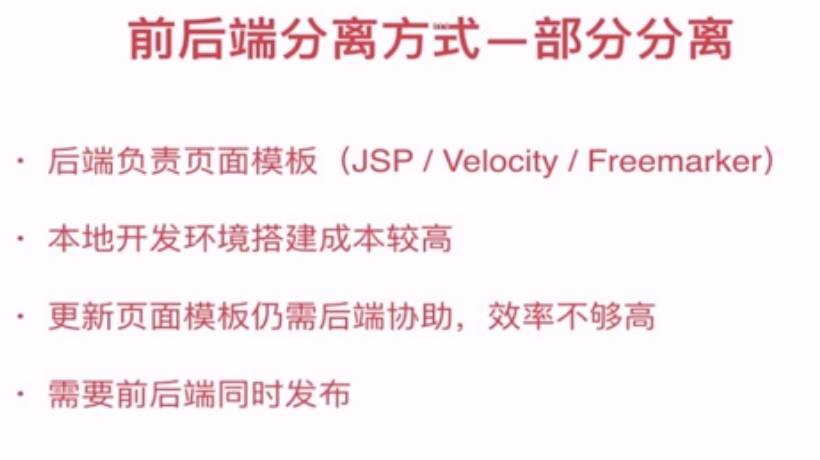 前后端分离方式—部分分离
· 后端负责页面模板（JSP / Velocity / Freemarker）
· 本地开发环境搭建成本较高
· 更新页面模板仍需后端协助，效率不够高
· 需要前后端同时发布